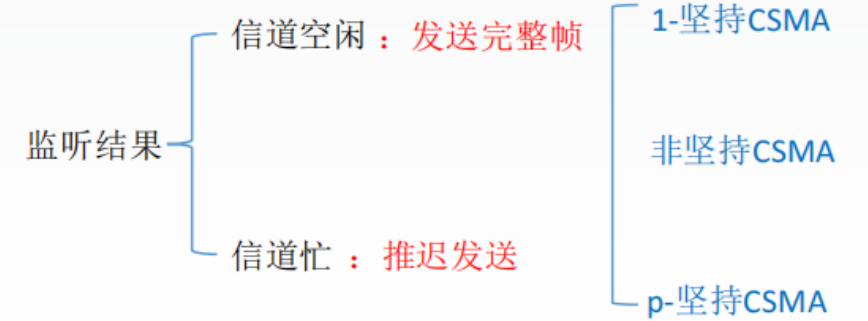 信道空闲 ：发送完整帧
监听结果
信道忙 ：推迟发送
1-坚持CSMA
非坚持CSMA
p-坚持CSMA